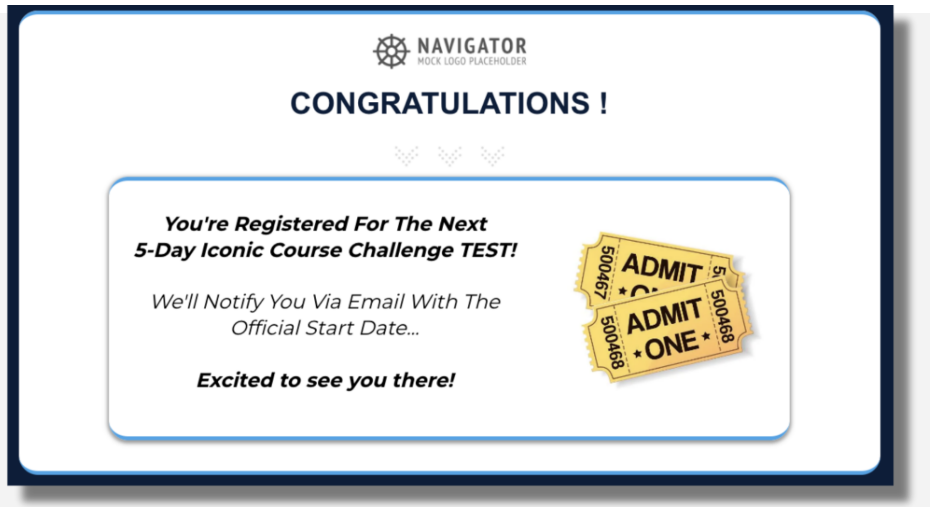 NAVIGATOR
MOCK LOGO PLACEHOLDER
CONGRATULATIONS !
You're Registered For The Next
5-Day Iconic Course Challenge TEST!
We'll Notify You Via Email With The
Official Start Date...
Excited to see you there!
500467
ADMIT
500468
ADMIT
★ ONE ★
500468